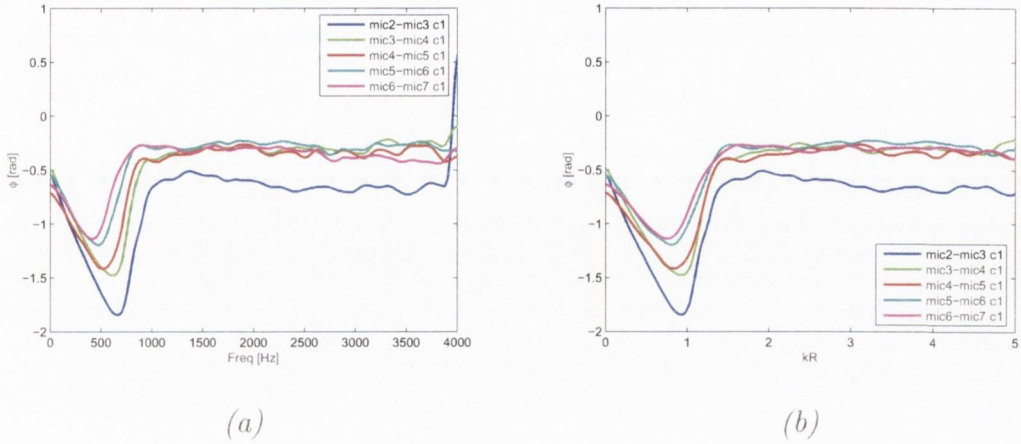 1
0.5
0
−0.5
−1
−1.5
−2
ϕ [rad]
0
500
1000
1500
2000
2500
3000
3500
4000
Freq [Hz]
mic2−mic3 c1
mic3−mic4 c1
mic4−mic5 c1
mic5−mic6 c1
mic6−mic7 c1
(a)
1
0.5
0
−0.5
−1
−1.5
−2
ϕ [rad]
0
1
2
3
4
5
kR
mic2−mic3 c1
mic3−mic4 c1
mic4−mic5 c1
mic5−mic6 c1
mic6−mic7 c1
(b)